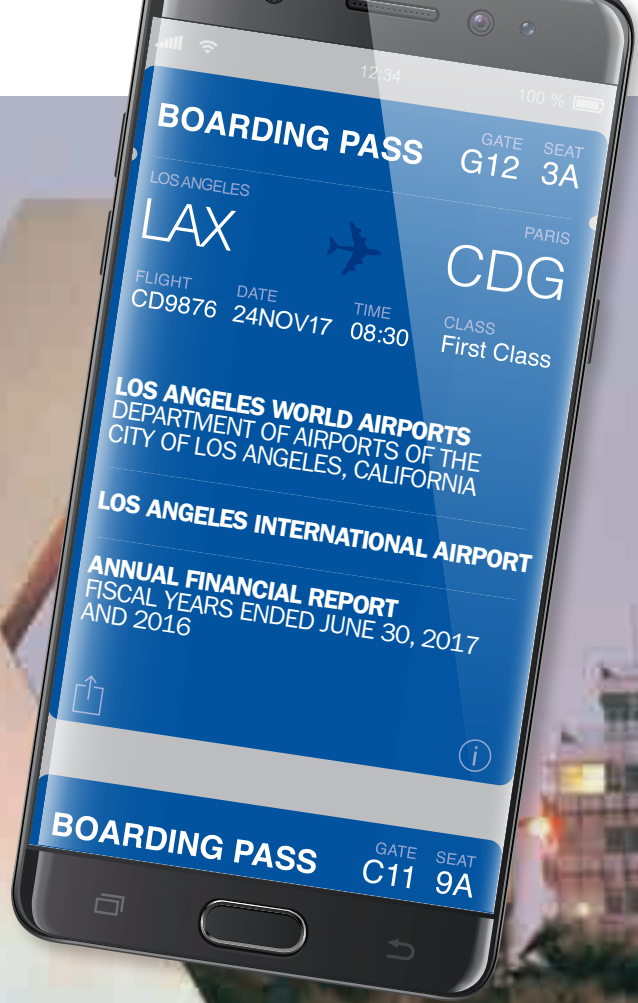 12:34
100 %
BOARDING PASS
GATE SEAT
G12 3A
LOS ANGELES
LAX
PARIS
CDG
FLIGHT DATE TIME CLASS
CD9876 24NOV17 08:30 First Class
LOS ANGELES WORLD AIRPORTS
DEPARTMENT OF AIRPORTS OF THE
CITY OF LOS ANGELES, CALIFORNIA
LOS ANGELES INTERNATIONAL AIRPORT
ANNUAL FINANCIAL REPORT
FISCAL YEARS ENDED JUNE 30, 2017
AND 2016
BOARDING PASS
GATE SEAT
C11 9A